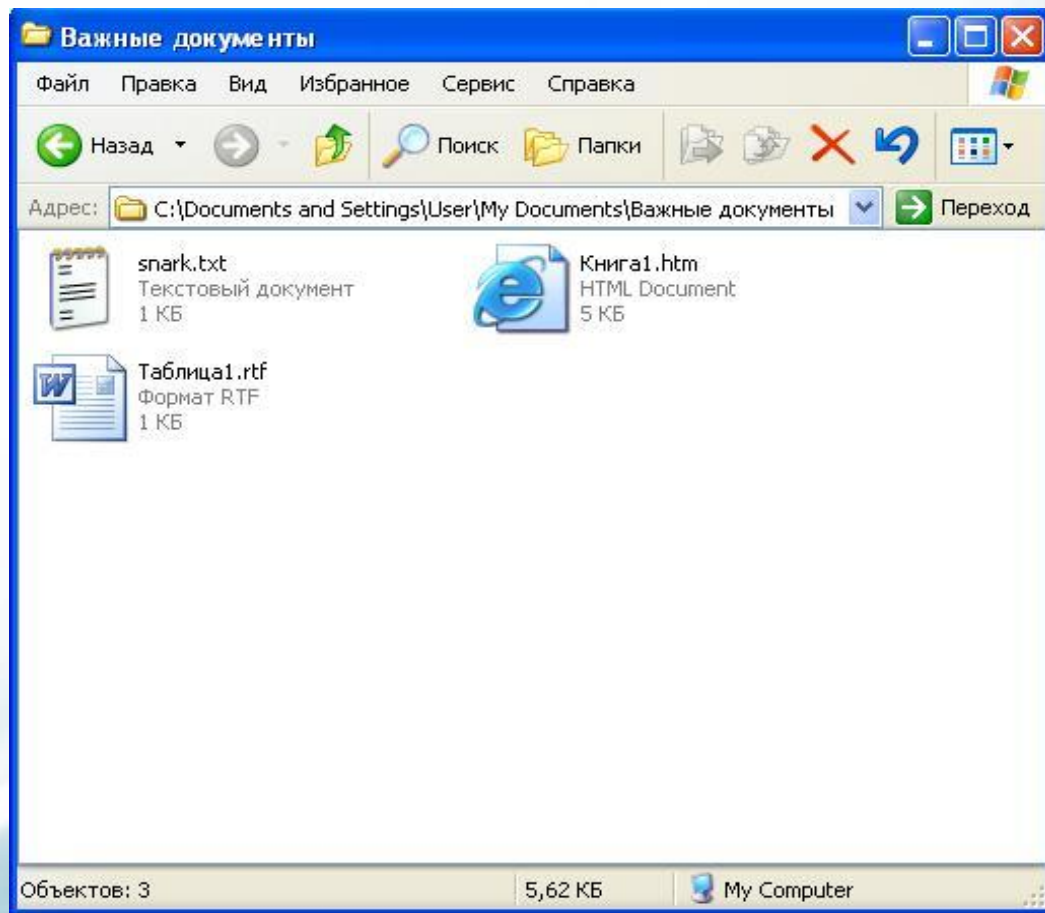 Важные документы
Файл Правка Вид Избранное Сервис Справка
Назад Поиск Папки
Адрес: C:\Documents and Settings\User\My Documents\Важные документы Переход
snark.txt
Текстовый документ
1 КБ
Книга1.htm
HTML Document
5 КБ
Таблица1.rtf
Формат RTF
1 КБ
Объектов: 3 5,62 КБ My Computer